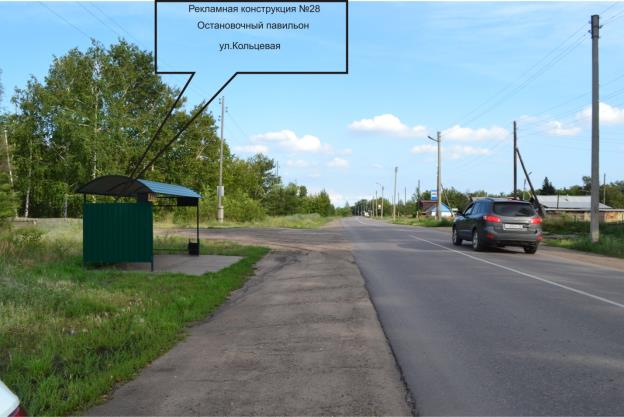 Рекламная конструкция №28
Остановочный павильон
ул.Кольцевая